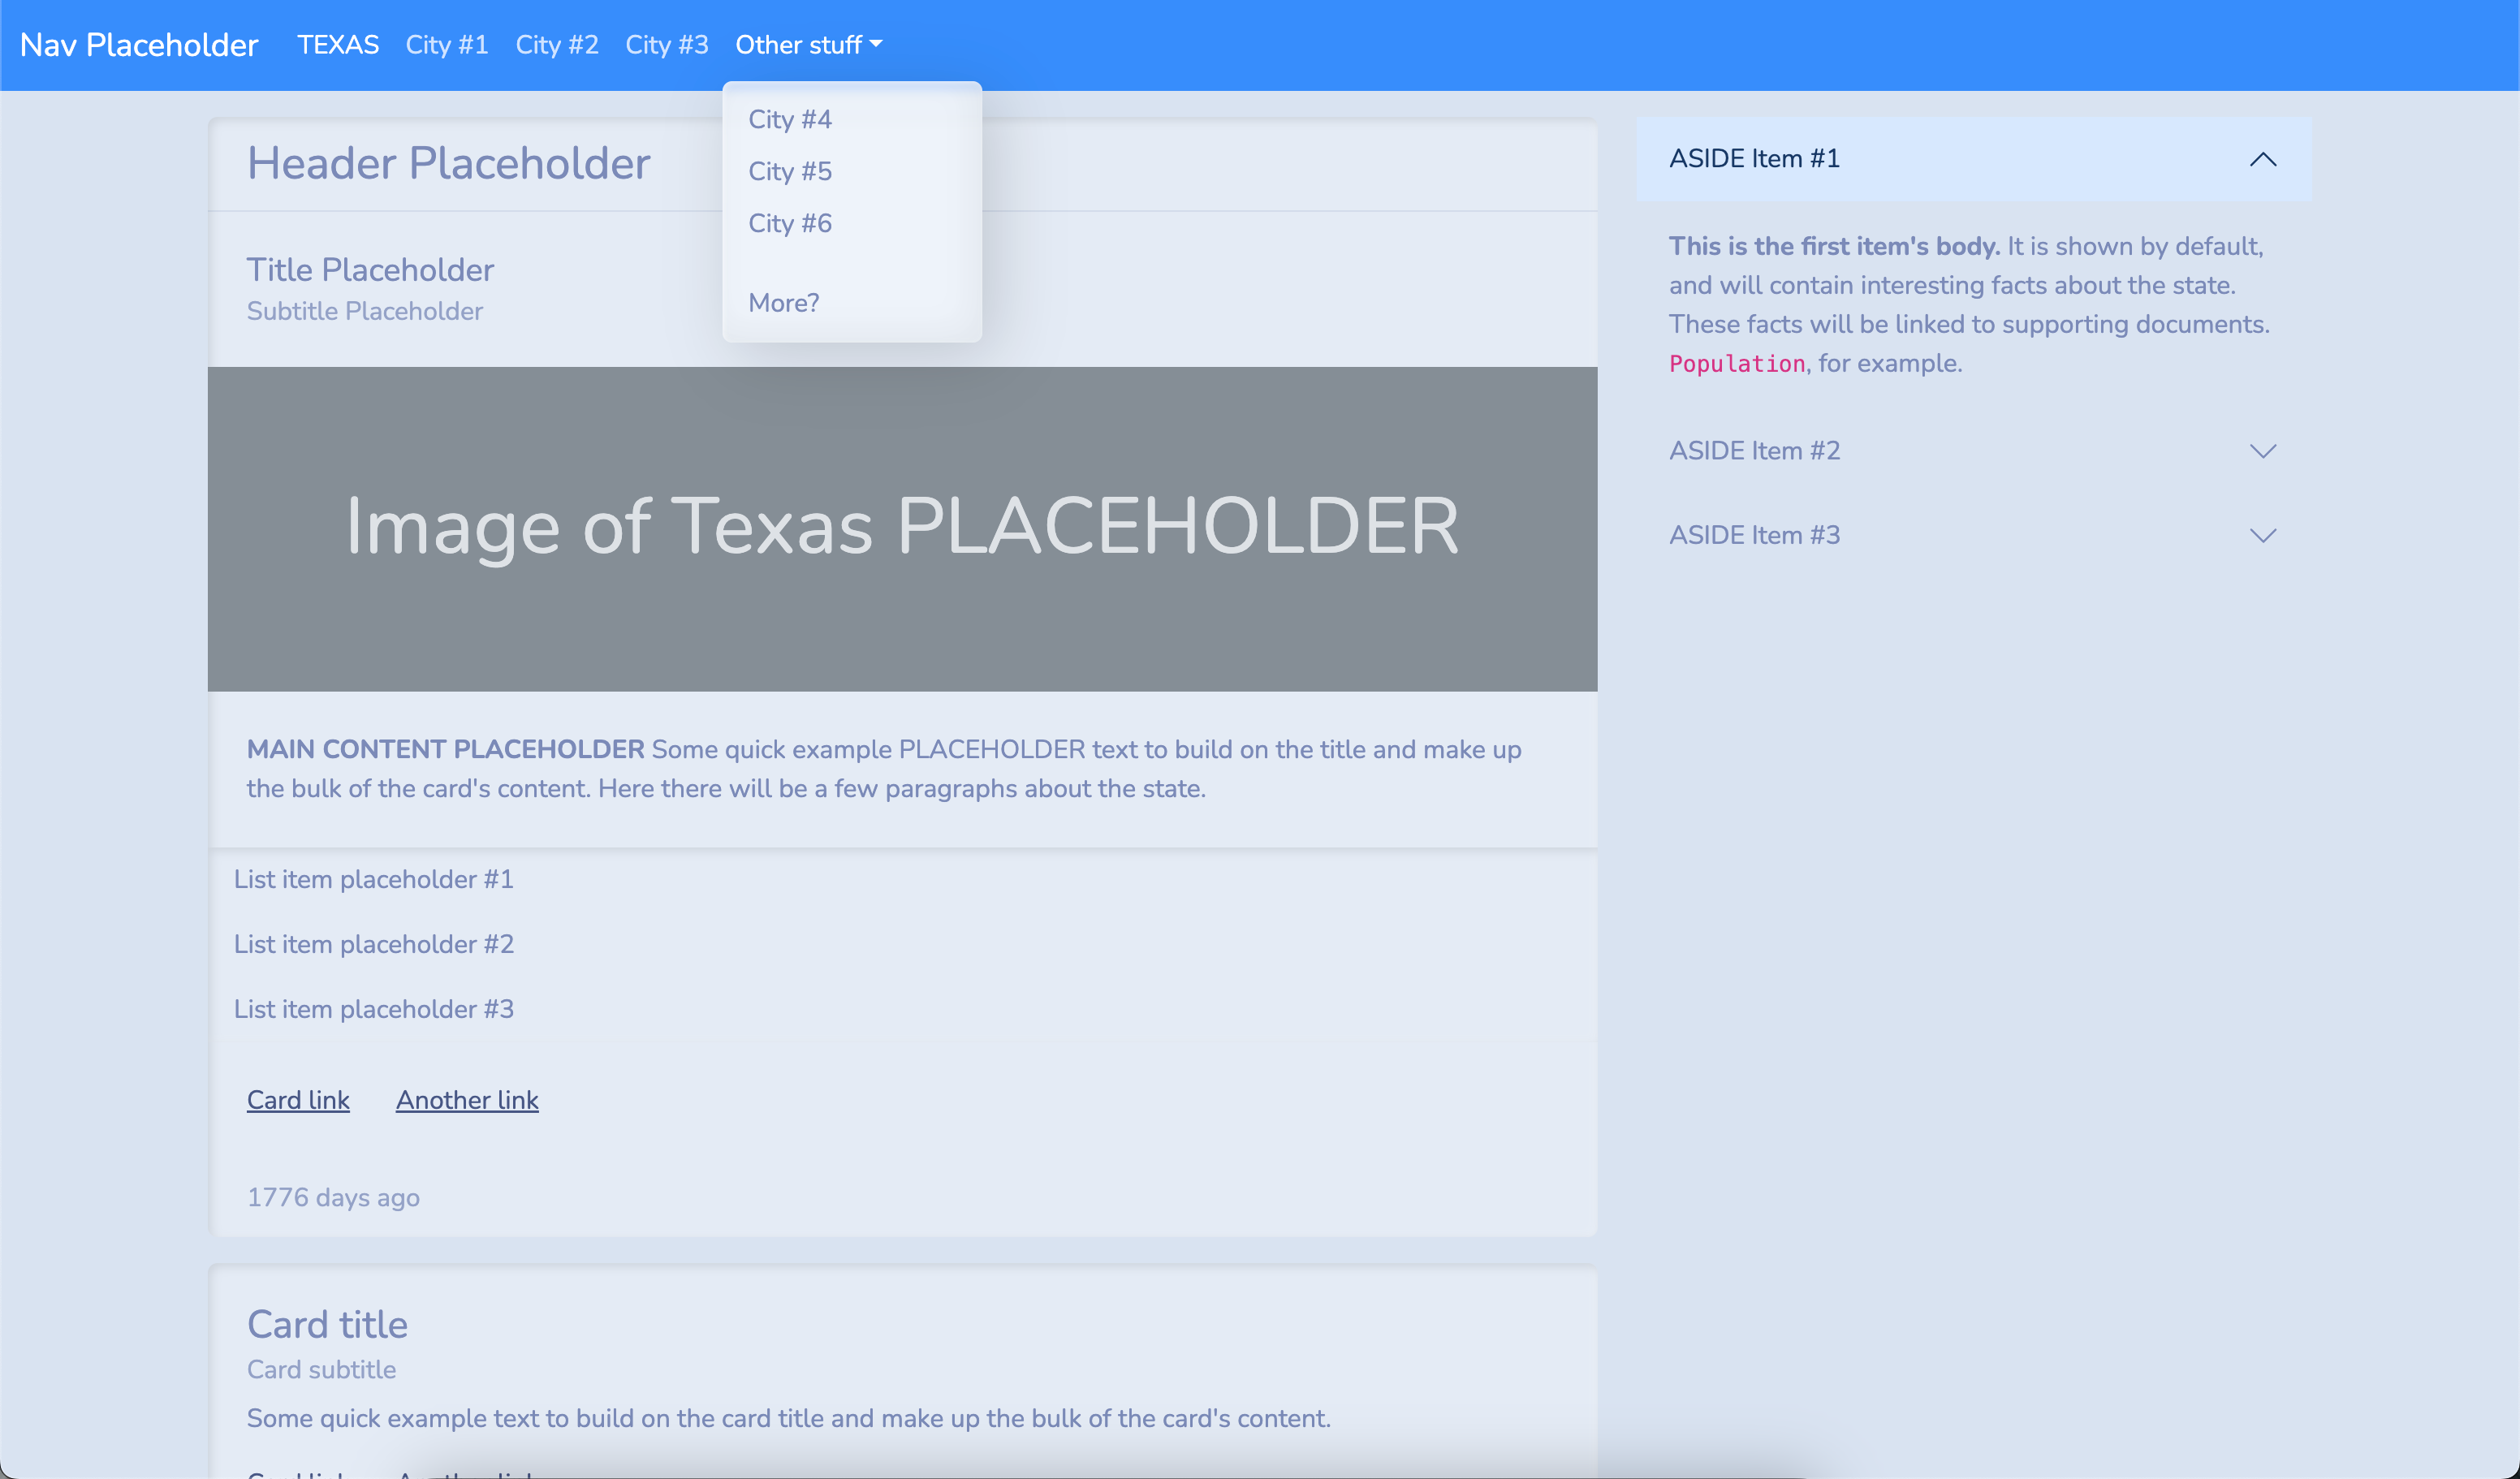 Nav Placeholder TEXAS City #1 City #2 City #3 Other stuff
City #4
City #5
City #6
More?
Header Placeholder
Title Placeholder
Subtitle Placeholder
Image of Texas PLACEHOLDER
MAIN CONTENT PLACEHOLDER Some quick example PLACEHOLDER text to build on the title and make up
the bulk of the card's content. Here there will be a few paragraphs about the state.
List item placeholder #1
List item placeholder #2
List item placeholder #3
Card link Another link
1776 days ago
Card title
Card subtitle
Some quick example text to build on the card title and make up the bulk of the card's content.
ASIDE Item #1
This is the first item's body. It is shown by default,
and will contain interesting facts about the state.
These facts will be linked to supporting documents.
Population, for example.
ASIDE Item #2
ASIDE Item #3